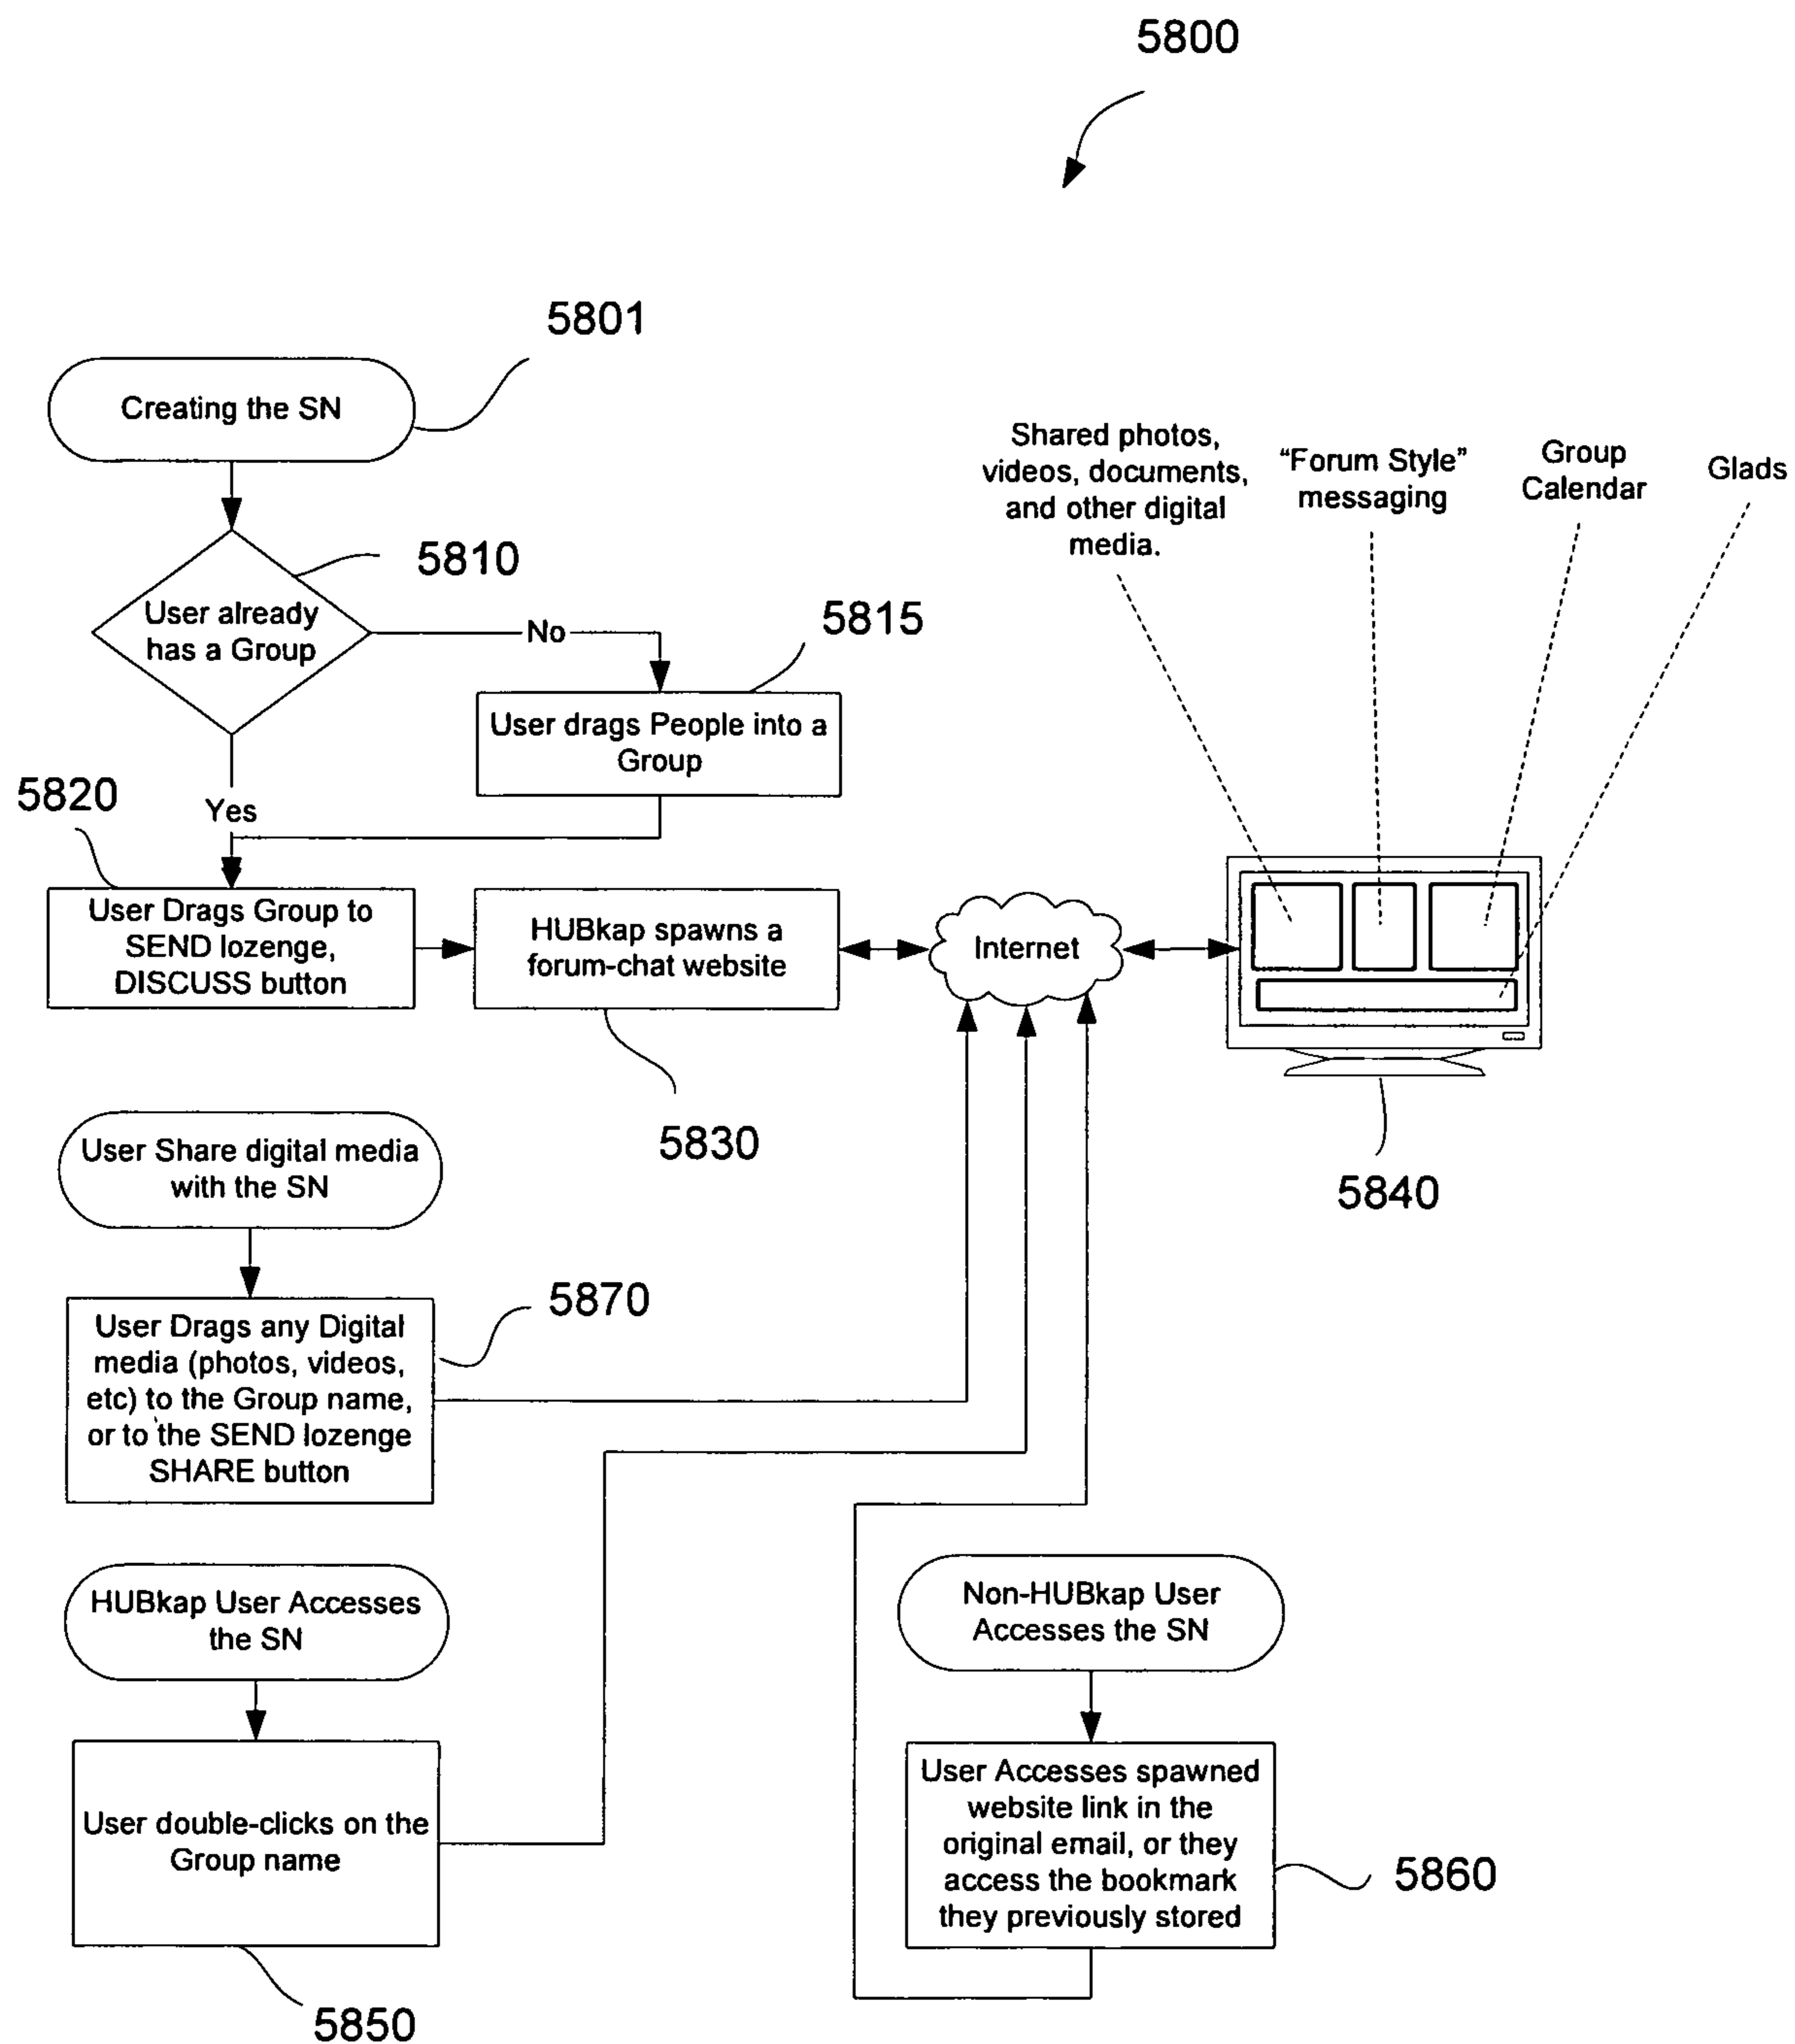 5800
5801
Creating the SN
Shared photos,
videos, documents,
and other digital
media.
“Forum Style”
messaging
Group
Calendar
Glads
5810
User already
has a Group
No
5815
User drags People into a
Group
5820
Yes
User Drags Group to
SEND lozenge,
DISCUSS button
HUBkap spawns a
forum-chat website
Internet
5830
5840
User Share digital media
with the SN
5870
User Drags any Digital
media (photos, videos,
etc) to the Group name,
or to the SEND lozenge
SHARE button
HUBkap User Accesses
the SN
Non-HUBkap User
Accesses the SN
User double-clicks on the
Group name
User Accesses spawned
website link in the
original email, or they
access the bookmark
they previously stored
5860
5850